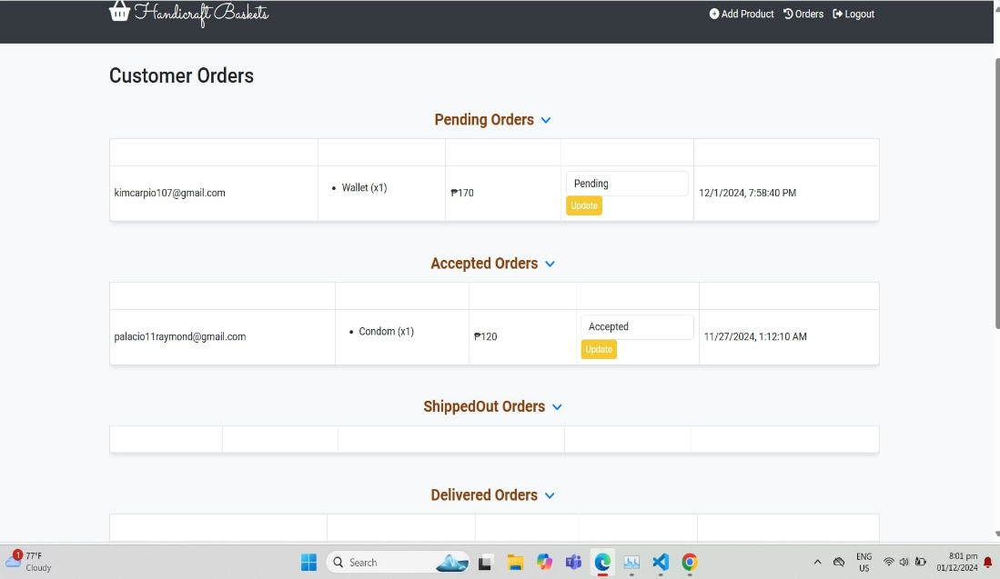 Handicraft Baskets
Add Product Orders Logout
Customer Orders
Pending Orders
kimcarpio107@gmail.com • Wallet (x1) ₱170 Pending 12/1/2024, 7:58:40 PM
Update
Accepted Orders
palacio11raymond@gmail.com • Condom (x1) ₱120 Accepted 11/27/2024, 1:12:10 AM
Update
ShippedOut Orders
Delivered Orders
1 77°F
Cloudy
Search
ENG
US
8:01 pm
01/12/2024